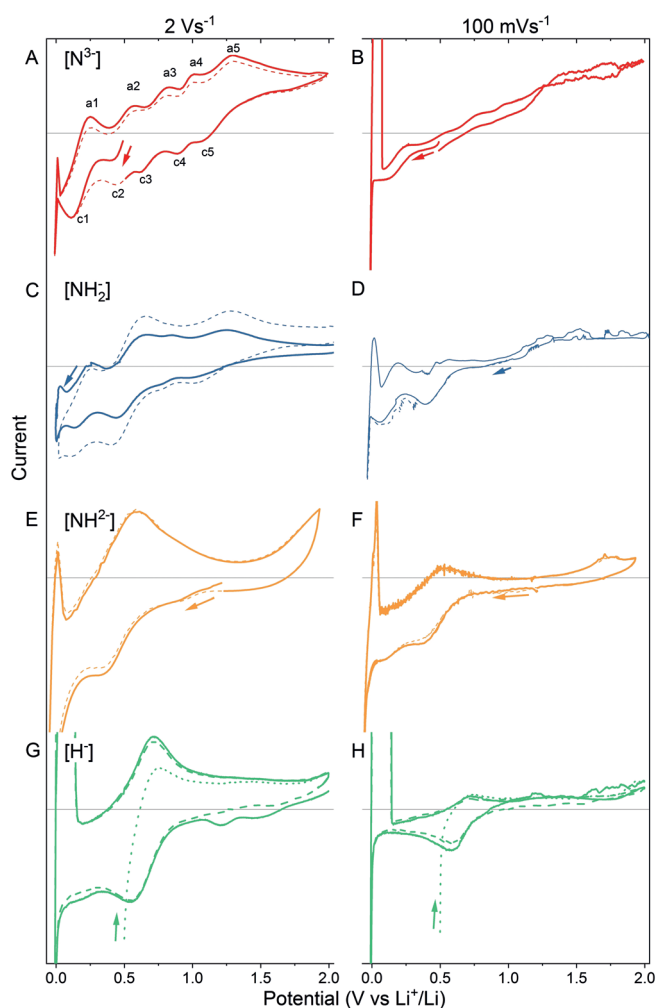 2 Vs⁻¹ 100 mVs⁻¹
A [N³⁻] B
a1 a2 a3 a4 a5
c1 c2 c3 c4 c5
C [NH₂⁻] D
Current
E [NH²⁻] F
G [H⁻] H
0.0 0.5 1.0 1.5 2.0 0.0 0.5 1.0 1.5 2.0
Potential (V vs Li⁺/Li)